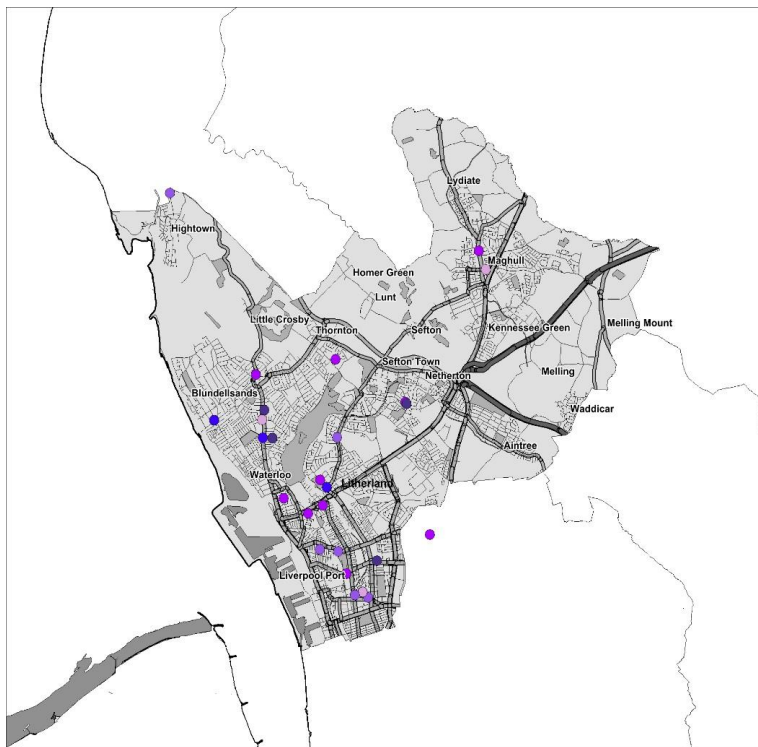 Lydiate
Hightown
Maghull
Homer Green
Lunt
Little Crosby
Thornton
Sefton
Kennessee Green
Melling Mount
Sefton Town
Netherton
Melling
Blundellsands
Waddicar
Aintree
Waterloo
Litherland
Liverpool Port